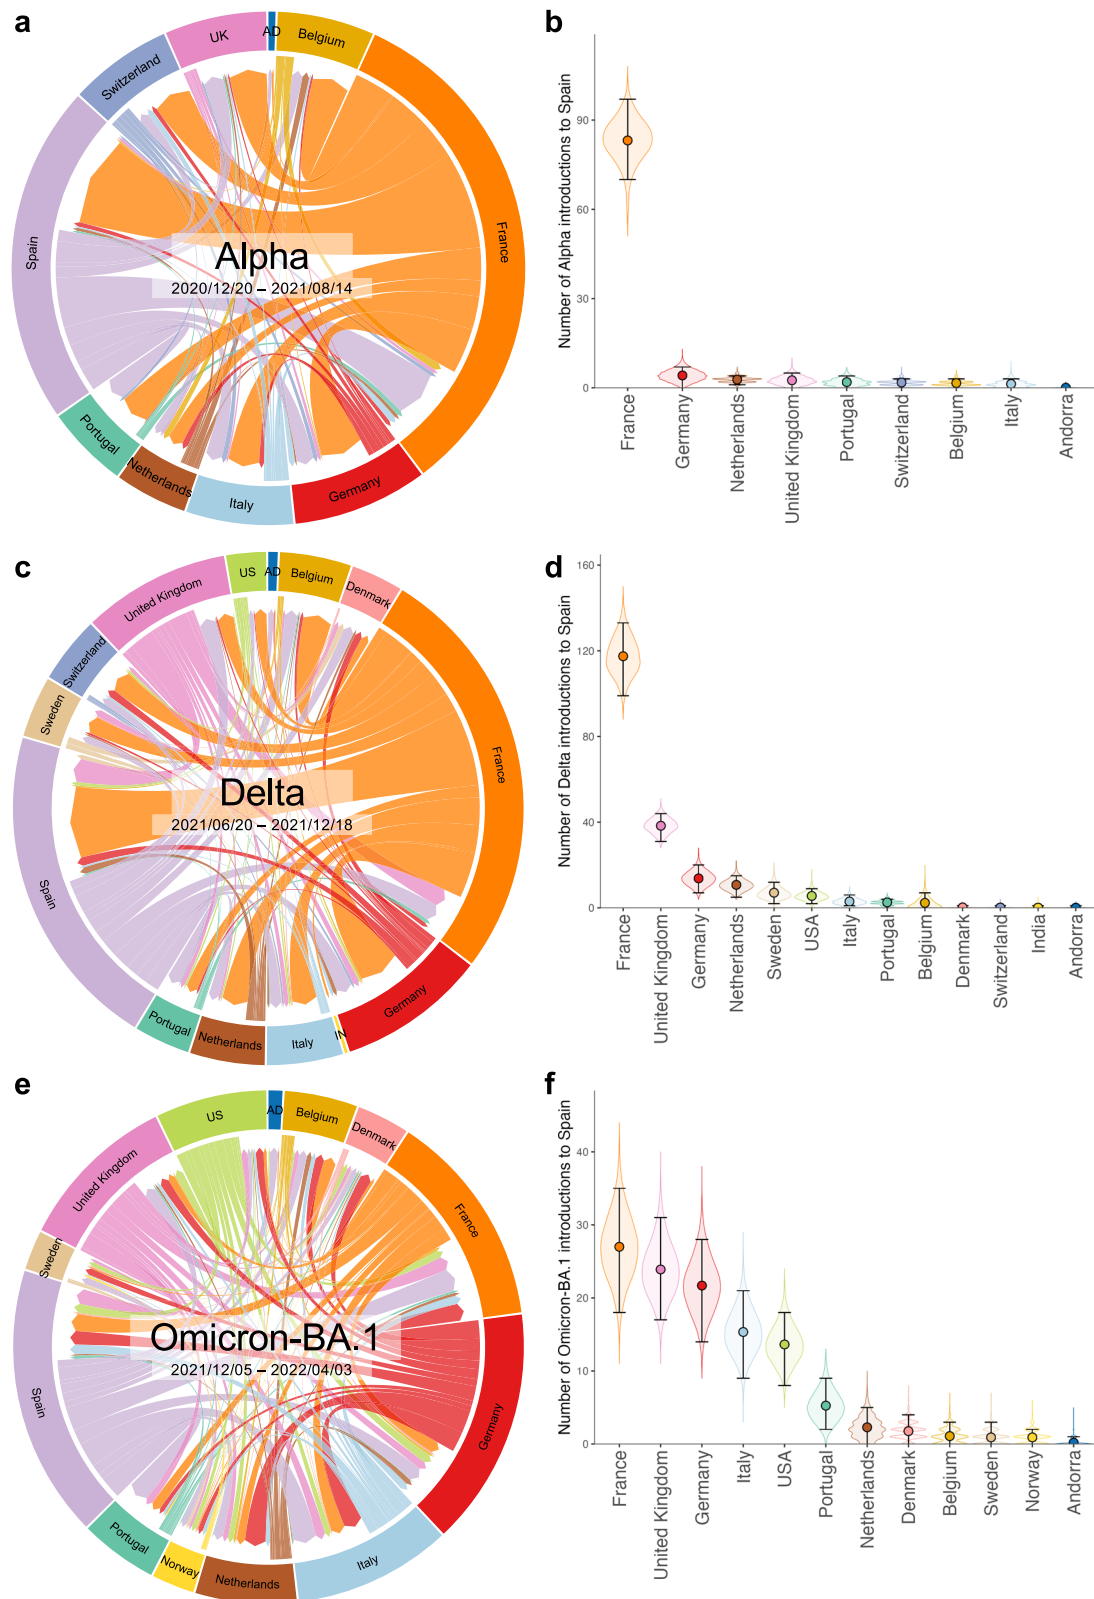 a
UK
AD
Belgium
Switzerland
France
Spain
Alpha
2020/12/20 – 2021/08/14
Portugal
Netherlands
Italy
Germany
b
Number of Alpha introductions to Spain
90
60
30
0
France
Germany
Netherlands
United Kingdom
Portugal
Switzerland
Belgium
Italy
Andorra
c
US
AD
Belgium
Denmark
United Kingdom
Switzerland
Sweden
France
Spain
Delta
2021/06/20 – 2021/12/18
Portugal
Netherlands
Italy
IN
Germany
d
Number of Delta introductions to Spain
160
120
80
40
0
France
United Kingdom
Germany
Netherlands
Sweden
USA
Italy
Portugal
Belgium
Denmark
Switzerland
India
Andorra
e
US
AD
Belgium
Denmark
United Kingdom
France
Sweden
Spain
Omicron-BA.1
2021/12/05 – 2022/04/03
Germany
Portugal
Norway
Netherlands
Italy
f
Number of Omicron-BA.1 introductions to Spain
40
30
20
10
0
France
United Kingdom
Germany
Italy
USA
Portugal
Netherlands
Denmark
Belgium
Sweden
Norway
Andorra